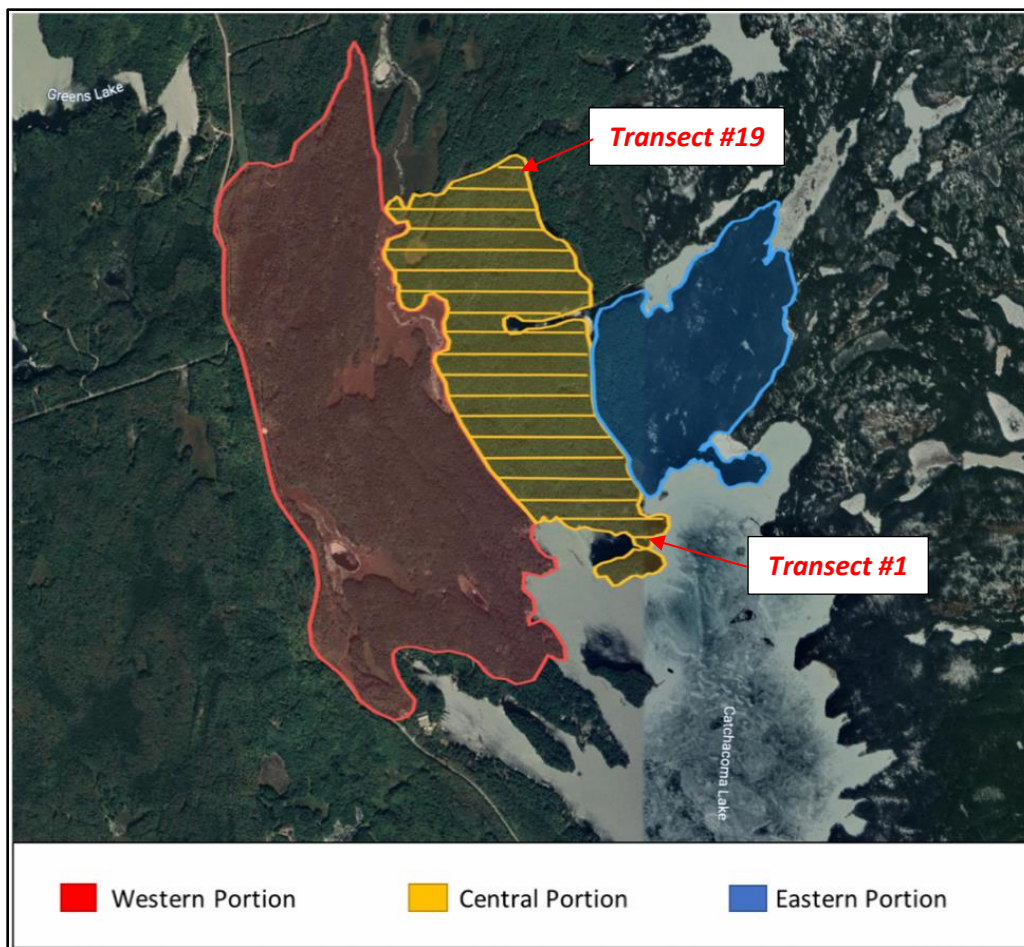 Greens Lake
Transect #19
Transect #1
Catchacoma Lake
Western Portion
Central Portion
Eastern Portion